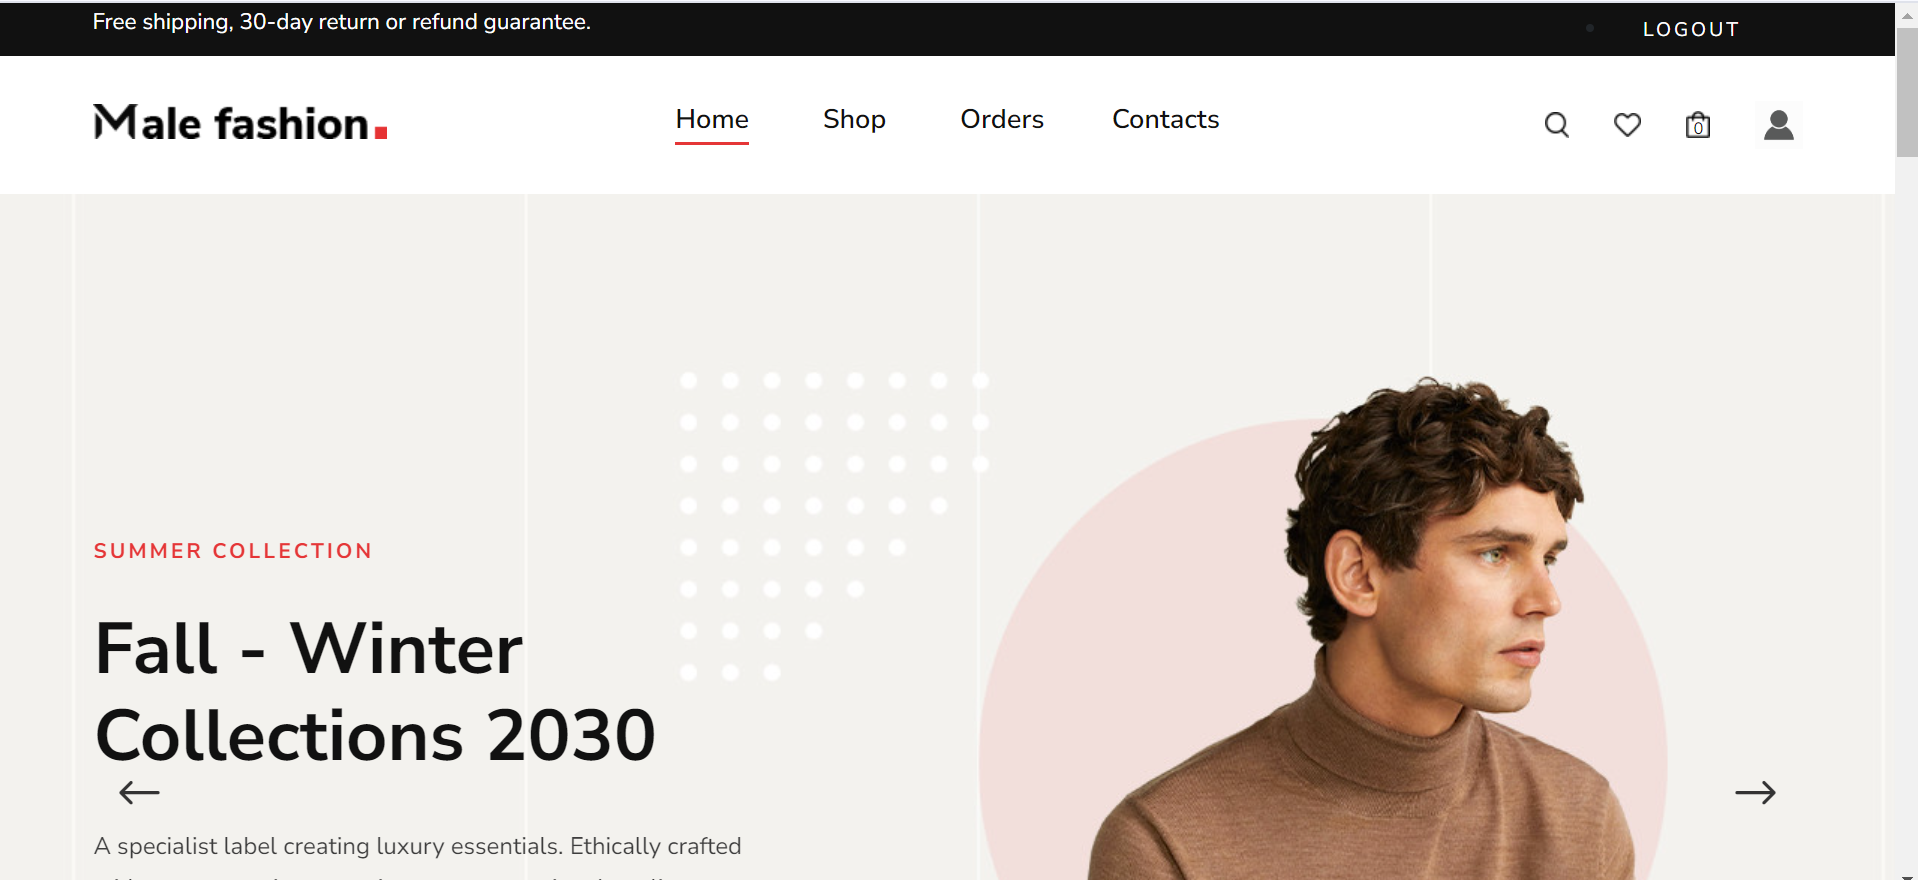 Free shipping, 30-day return or refund guarantee.
LOGOUT
Male fashion.
Home
Shop
Orders
Contacts
0
SUMMER COLLECTION
Fall - Winter
Collections 2030
A specialist label creating luxury essentials. Ethically crafted